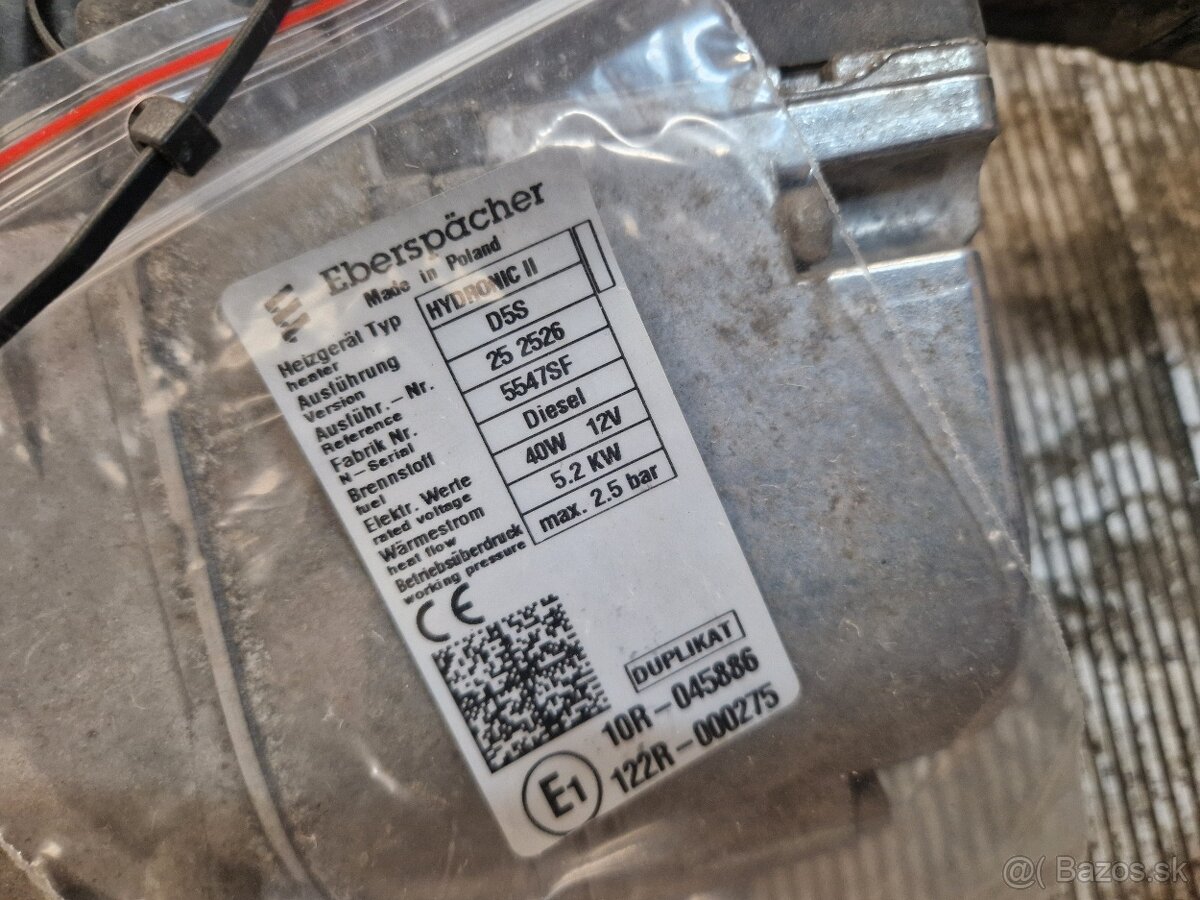 Eberspächer
Made in Poland
Heizgerät Typ
heater
HYDRONIC II
Ausführung
Version
D5S
Ausführ.-Nr.
Reference
25 2526
Fabrik Nr.
N-Serial
5547SF
Brennstoff
fuel
Diesel
Elektr. Werte
rated voltage
40W 12V
Wärmestrom
heat flow
5.2 KW
Betriebsüberdruck
working pressure
max. 2.5 bar
CE
DUPLIKAT
10R-045886
122R-000275
E1
@( Bazos.sk